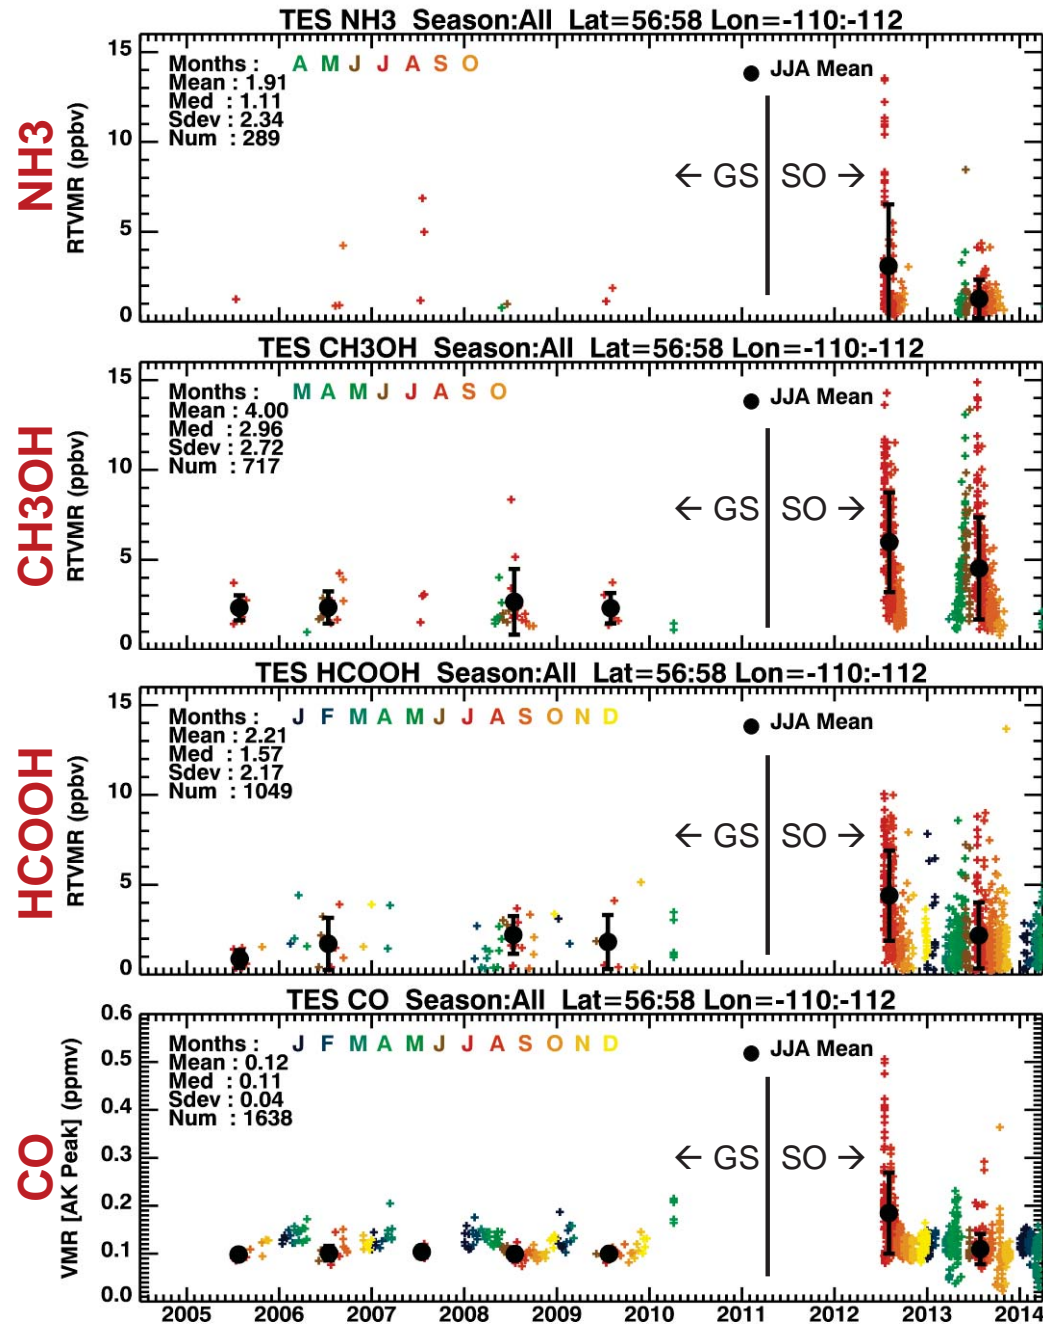 TES NH3 Season:All Lat=56:58 Lon=-110:-112
NH3
RTVMR (ppbv)
15
10
5
0
Months : A M J J A S O
Mean : 1.91
Med : 1.11
Sdev : 2.34
Num : 289
JJA Mean
← GS SO →
TES CH3OH Season:All Lat=56:58 Lon=-110:-112
CH3OH
RTVMR (ppbv)
15
10
5
0
Months : M A M J J A S O
Mean : 4.00
Med : 2.96
Sdev : 2.72
Num : 717
JJA Mean
← GS SO →
TES HCOOH Season:All Lat=56:58 Lon=-110:-112
HCOOH
RTVMR (ppbv)
15
10
5
0
Months : J F M A M J J A S O N D
Mean : 2.21
Med : 1.57
Sdev : 2.17
Num : 1049
JJA Mean
← GS SO →
TES CO Season:All Lat=56:58 Lon=-110:-112
CO
VMR [AK Peak] (ppmv)
0.6
0.5
0.4
0.3
0.2
0.1
0.0
Months : J F M A M J J A S O N D
Mean : 0.12
Med : 0.11
Sdev : 0.04
Num : 1638
JJA Mean
← GS SO →
2005 2006 2007 2008 2009 2010 2011 2012 2013 2014